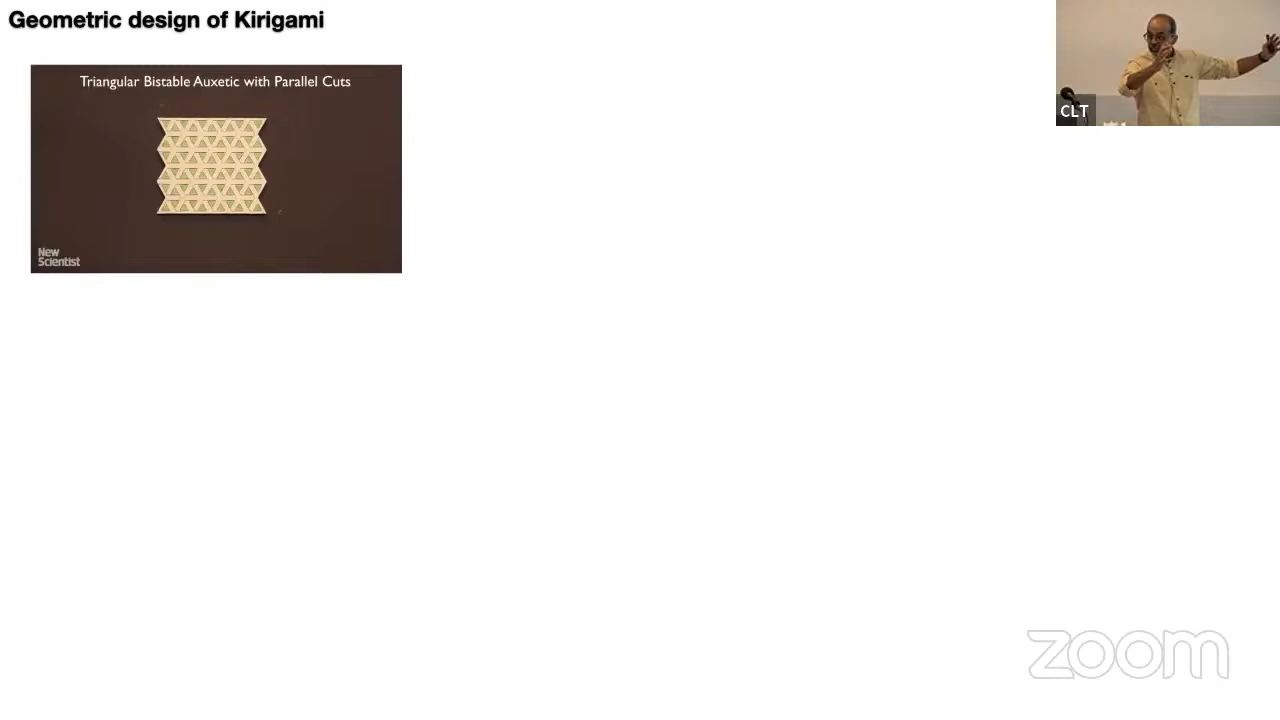 Geometric design of Kirigami
Triangular Bistable Auxetic with Parallel Cuts
New
Scientist
CLT
zoom